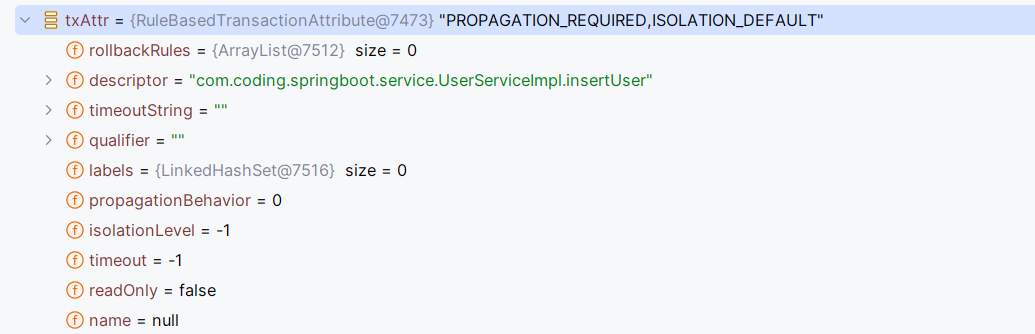 txAttr = {RuleBasedTransactionAttribute@7473} "PROPAGATION_REQUIRED,ISOLATION_DEFAULT"
f rollbackRules = {ArrayList@7512} size = 0
f descriptor = "com.coding.springboot.service.UserServiceImpl.insertUser"
f timeoutString = ""
f qualifier = ""
f labels = {LinkedHashSet@7516} size = 0
f propagationBehavior = 0
f isolationLevel = -1
f timeout = -1
f readOnly = false
f name = null